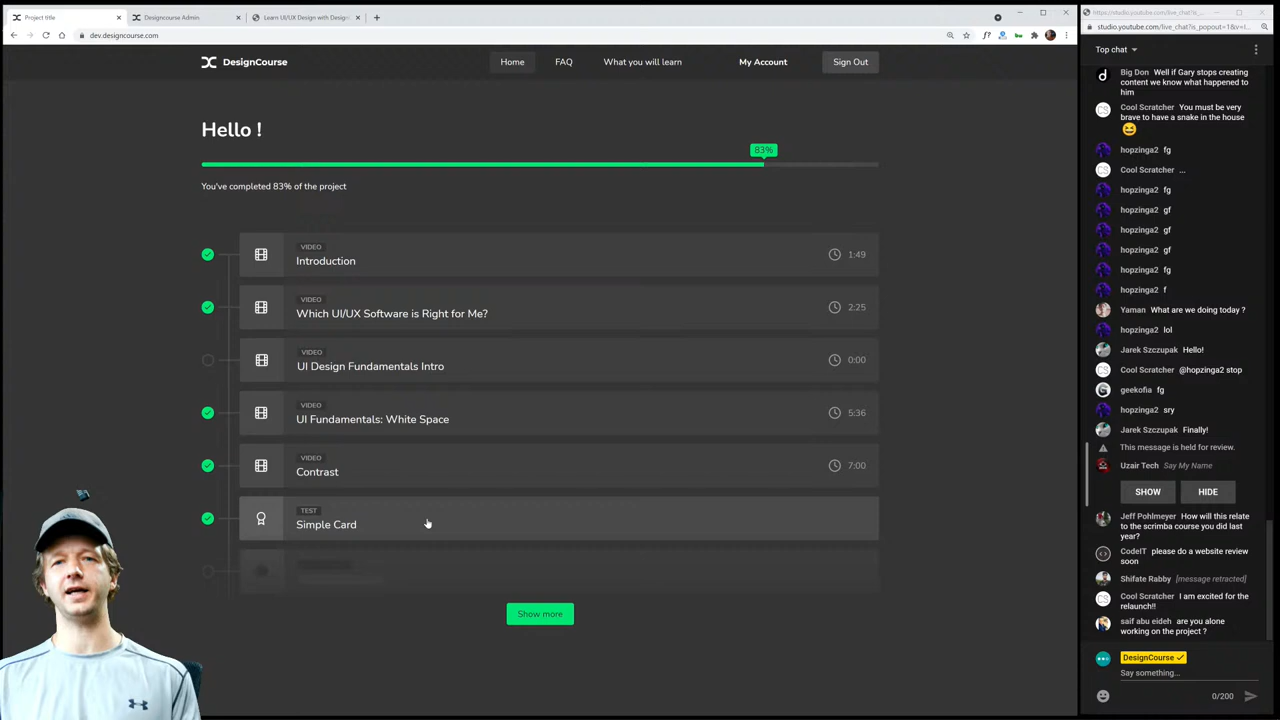 Project title
Designcourse Admin
Learn UI/UX Design with Design
dev.designcourse.com
DesignCourse
Home
FAQ
What you will learn
My Account
Sign Out
Hello !
83%
You've completed 83% of the project
VIDEO
Introduction
1:49
VIDEO
Which UI/UX Software is Right for Me?
2:25
VIDEO
UI Design Fundamentals Intro
0:00
VIDEO
UI Fundamentals: White Space
5:36
VIDEO
Contrast
7:00
TEST
Simple Card
Show more
https://studio.youtube.com/live_chat?is_
studio.youtube.com/live_chat?is_popout=1&v=
Top chat
Big Don Well if Gary stops creating
content we know what happened to
him
Cool Scratcher You must be very
brave to have a snake in the house
😆
hopzinga2 fg
Cool Scratcher ...
hopzinga2 fg
hopzinga2 gf
hopzinga2 gf
hopzinga2 gf
hopzinga2 fg
hopzinga2 f
Yaman What are we doing today ?
hopzinga2 lol
Jarek Szczupak Hello!
Cool Scratcher @hopzinga2 stop
geekofia fg
hopzinga2 sry
Jarek Szczupak Finally!
This message is held for review.
Uzair Tech Say My Name
SHOW
HIDE
Jeff Pohlmeyer How will this relate
to the scrimba course you did last
year?
CodeIT please do a website review
soon
Shifate Rabby [message retracted]
Cool Scratcher I am excited for the
relaunch!!
saif abu eideh are you alone
working on the project ?
DesignCourse
Say something...
0/200